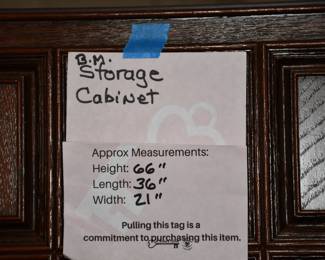 B.M.
Storage
Cabinet
Approx Measurements:
Height: 66"
Length: 36"
Width: 21"
Pulling this tag is a
commitment to purchasing this item.